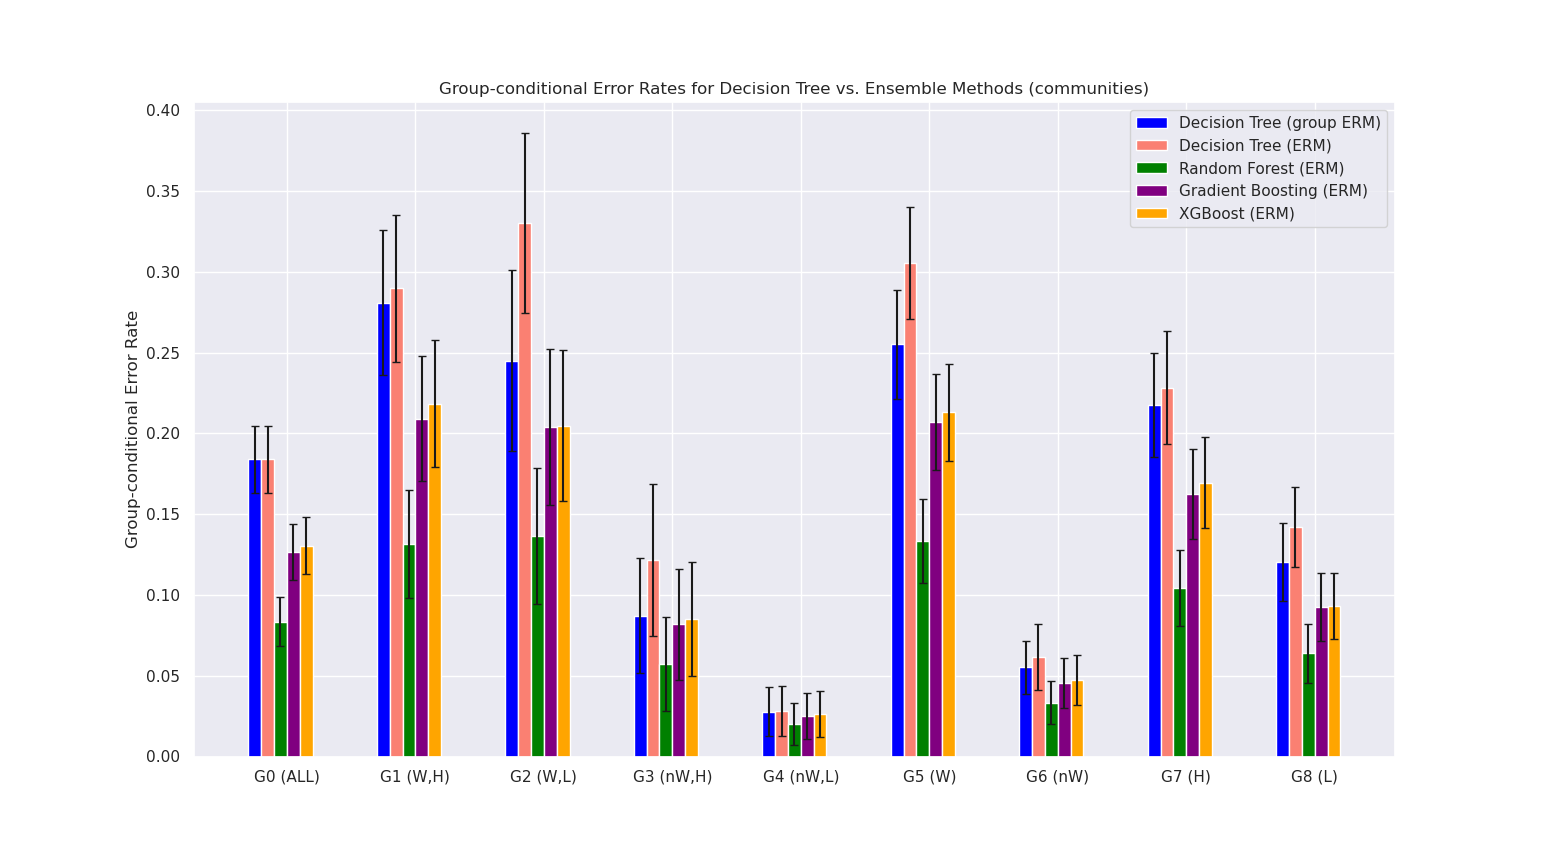 Group-conditional Error Rates for Decision Tree vs. Ensemble Methods (communities)
Decision Tree (group ERM)
Decision Tree (ERM)
Random Forest (ERM)
Gradient Boosting (ERM)
XGBoost (ERM)
Group-conditional Error Rate
0.40
0.35
0.30
0.25
0.20
0.15
0.10
0.05
0.00
G0 (ALL) G1 (W,H) G2 (W,L) G3 (nW,H) G4 (nW,L) G5 (W) G6 (nW) G7 (H) G8 (L)